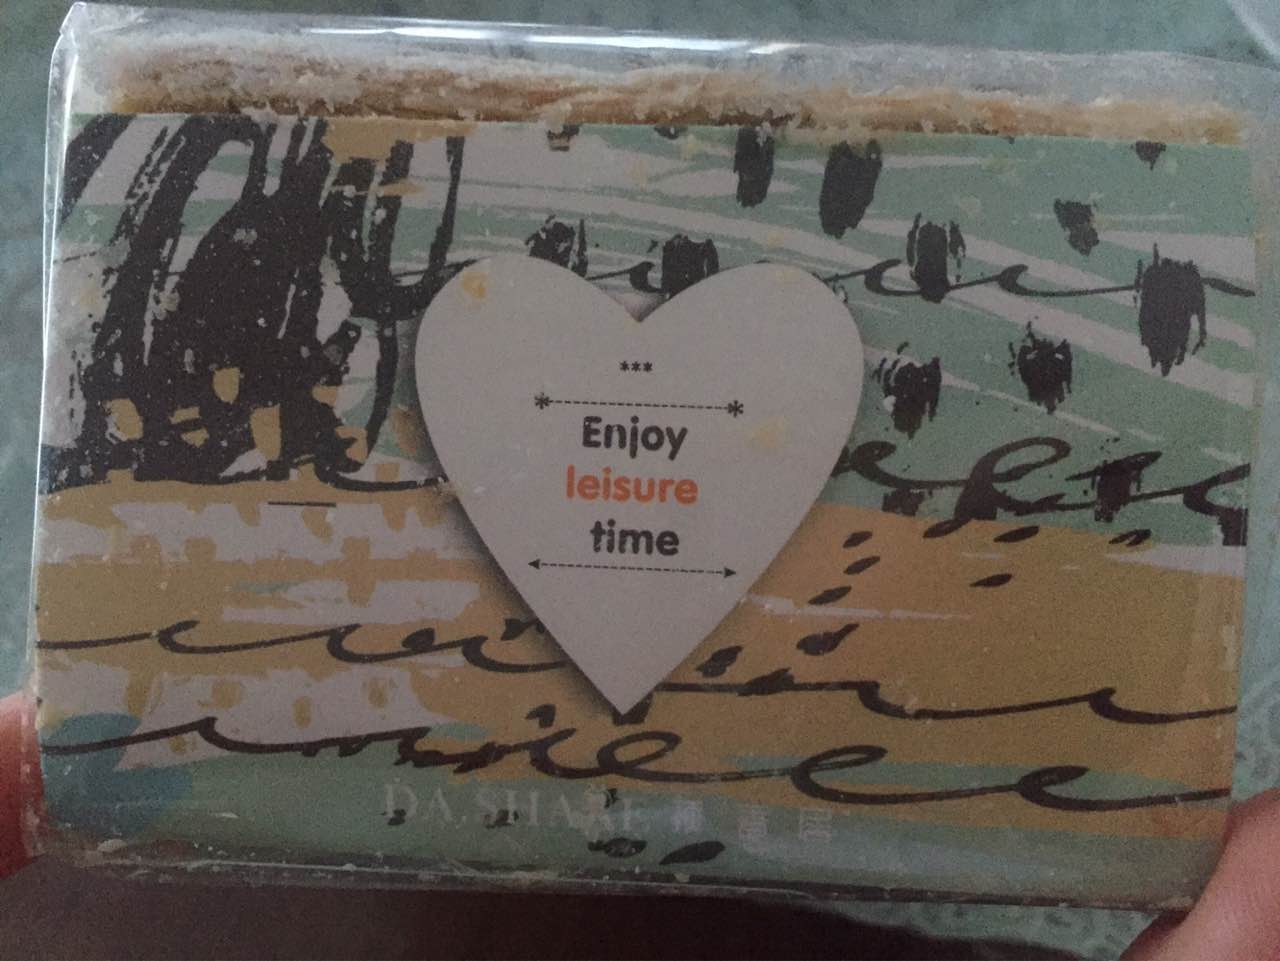 ***
Enjoy
leisure
time
DA SHARE